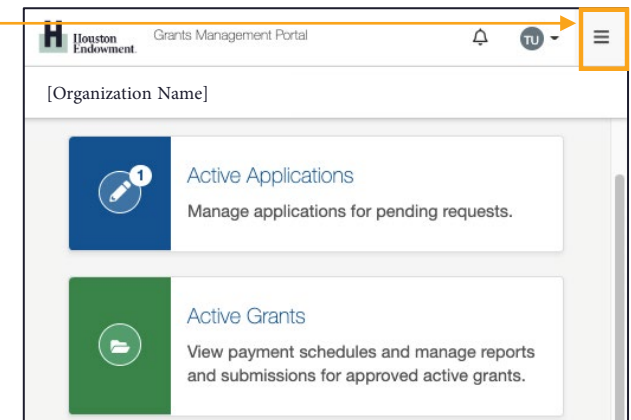 H Houston Endowment Grants Management Portal TU
[Organization Name]
1
Active Applications
Manage applications for pending requests.
Active Grants
View payment schedules and manage reports
and submissions for approved active grants.